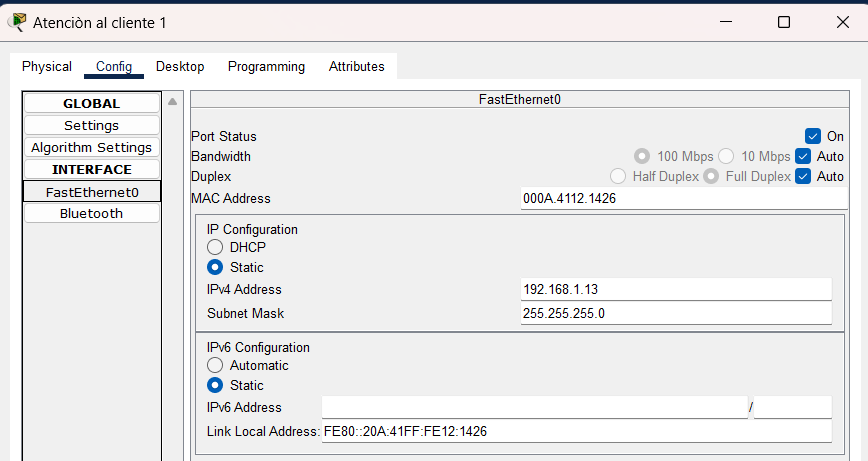 Atenciòn al cliente 1
Physical Config Desktop Programming Attributes
GLOBAL
Settings
Algorithm Settings
INTERFACE
FastEthernet0
Bluetooth
FastEthernet0
Port Status On
Bandwidth 100 Mbps 10 Mbps Auto
Duplex Half Duplex Full Duplex Auto
MAC Address 000A.4112.1426
IP Configuration
DHCP
Static
IPv4 Address 192.168.1.13
Subnet Mask 255.255.255.0
IPv6 Configuration
Automatic
Static
IPv6 Address /
Link Local Address: FE80::20A:41FF:FE12:1426